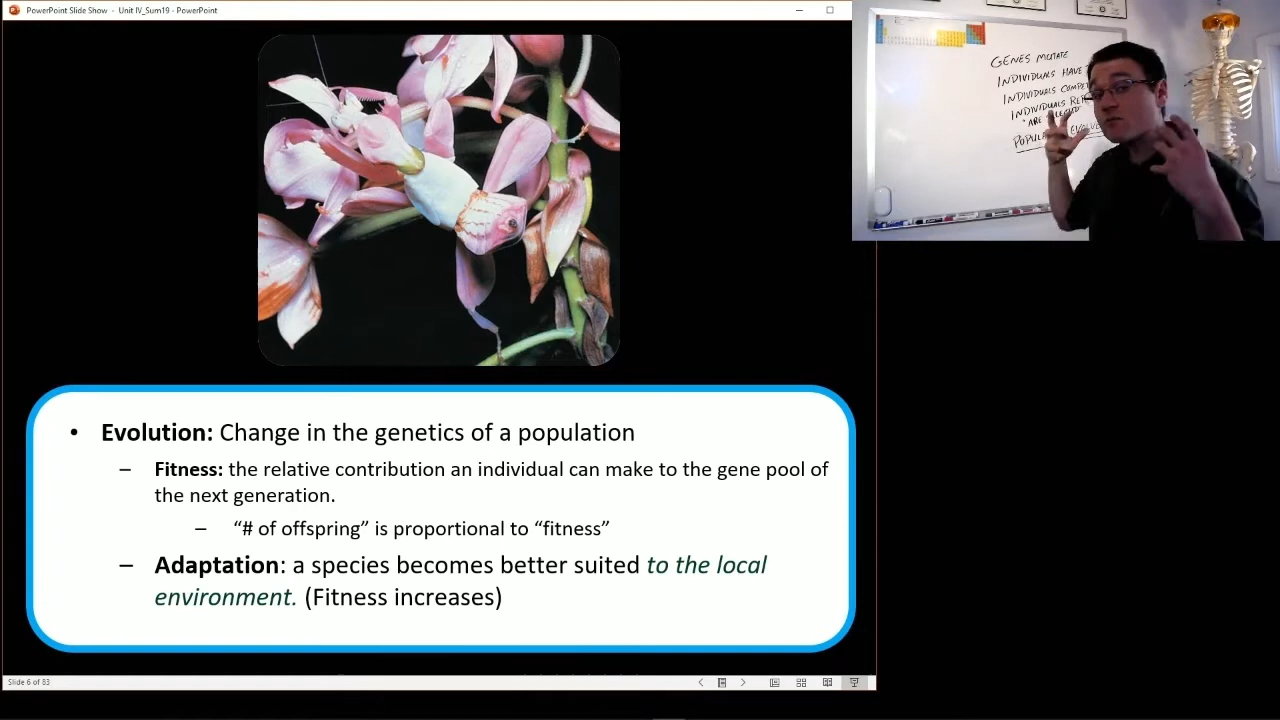 PowerPoint Slide Show - Unit IV_Sum19 - PowerPoint
GENES MUTATE
INDIVIDUALS HAVE
INDIVIDUALS
INDIVIDUALS
"ARE
• Evolution: Change in the genetics of a population
– Fitness: the relative contribution an individual can make to the gene pool of
the next generation.
– “# of offspring” is proportional to “fitness”
– Adaptation: a species becomes better suited to the local
environment. (Fitness increases)
Slide 6 of 83